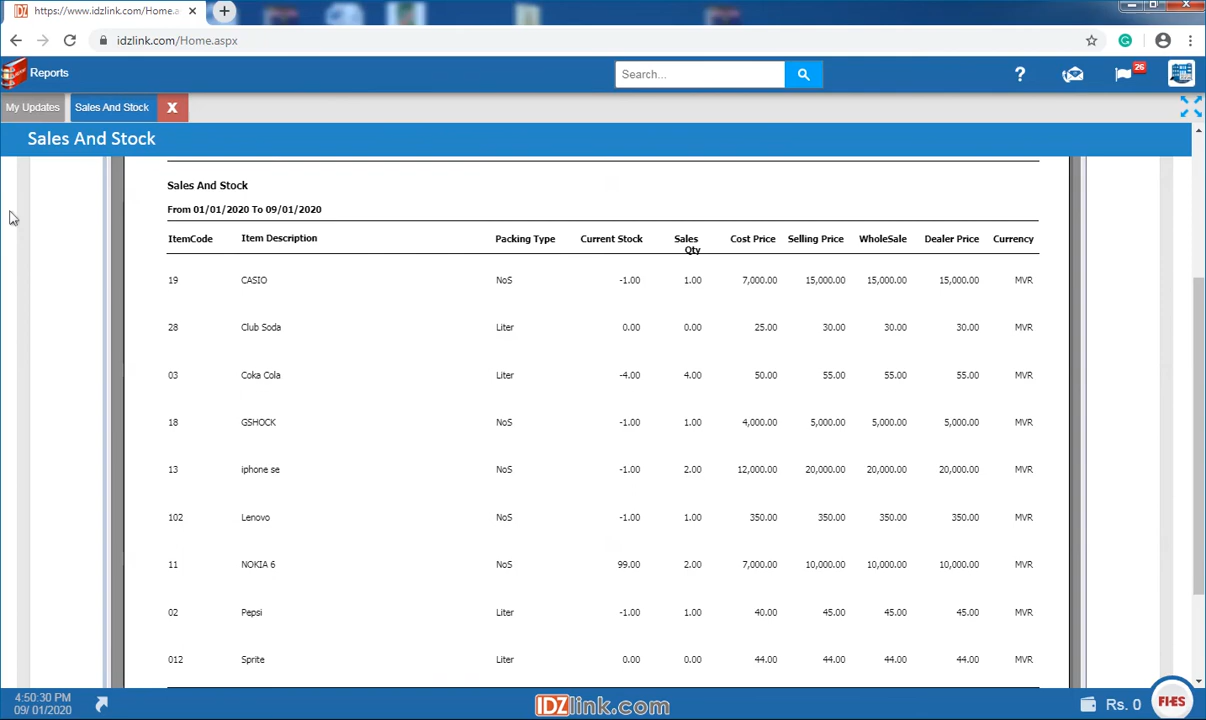 https://www.idzlink.com/Home.a
idzlink.com/Home.aspx
Reports
Search...
?
26
My Updates Sales And Stock X
Sales And Stock
Sales And Stock
From 01/01/2020 To 09/01/2020
ItemCode Item Description Packing Type Current Stock Sales Qty Cost Price Selling Price WholeSale Dealer Price Currency
19 CASIO NoS -1.00 1.00 7,000.00 15,000.00 15,000.00 15,000.00 MVR
28 Club Soda Liter 0.00 0.00 25.00 30.00 30.00 30.00 MVR
03 Coka Cola Liter -4.00 4.00 50.00 55.00 55.00 55.00 MVR
18 GSHOCK NoS -1.00 1.00 4,000.00 5,000.00 5,000.00 5,000.00 MVR
13 iphone se NoS -1.00 2.00 12,000.00 20,000.00 20,000.00 20,000.00 MVR
102 Lenovo NoS -1.00 1.00 350.00 350.00 350.00 350.00 MVR
11 NOKIA 6 NoS 99.00 2.00 7,000.00 10,000.00 10,000.00 10,000.00 MVR
02 Pepsi Liter -1.00 1.00 40.00 45.00 45.00 45.00 MVR
012 Sprite Liter 0.00 0.00 44.00 44.00 44.00 44.00 MVR
4:50:30 PM
09/ 01/2020
IDZlink.com
Rs. 0